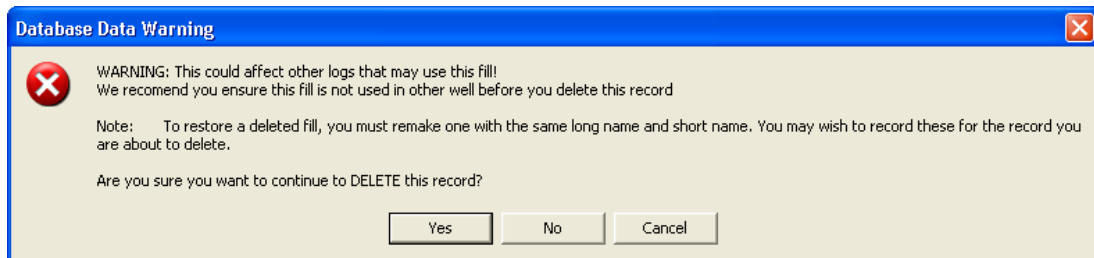 Database Data Warning
WARNING: This could affect other logs that may use this fill!
We recomend you ensure this fill is not used in other well before you delete this record
Note: To restore a deleted fill, you must remake one with the same long name and short name. You may wish to record these for the record you
are about to delete.
Are you sure you want to continue to DELETE this record?
Yes No Cancel